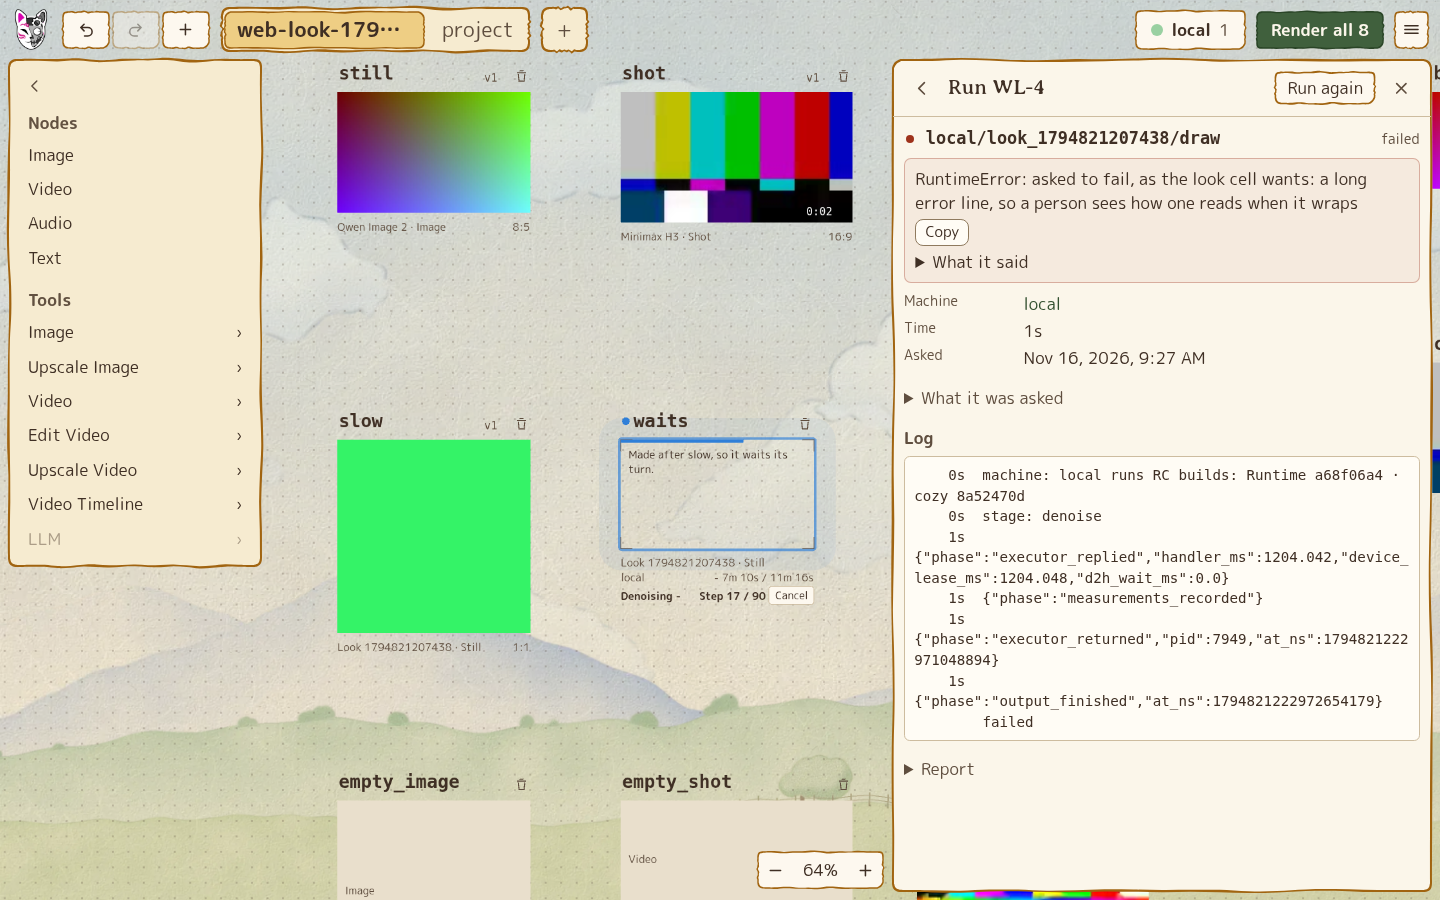 web-look-179···
project
local 1
Render all 8
Nodes
Image
Video
Audio
Text
Tools
Image
Upscale Image
Video
Edit Video
Upscale Video
Video Timeline
LLM
still v1
Qwen Image 2 · Image 8:5
shot v1
0:02
Minimax H3 · Shot 16:9
slow v1
Look 1794821207438 · Still 1:1
waits
Made after slow, so it waits its
turn.
Look 1794821207438 · Still
local - 7m 10s / 11m 16s
Denoising - Step 17 / 90 Cancel
empty_image
Image
empty_shot
Video
64%
Run WL-4
Run again
local/look_1794821207438/draw failed
RuntimeError: asked to fail, as the look cell wants: a long
error line, so a person sees how one reads when it wraps
Copy
What it said
Machine local
Time 1s
Asked Nov 16, 2026, 9:27 AM
What it was asked
Log
0s machine: local runs RC builds: Runtime a68f06a4 ·
cozy 8a52470d
0s stage: denoise
1s
{"phase":"executor_replied","handler_ms":1204.042,"device_
lease_ms":1204.048,"d2h_wait_ms":0.0}
1s {"phase":"measurements_recorded"}
1s
{"phase":"executor_returned","pid":7949,"at_ns":1794821222
971048894}
1s
{"phase":"output_finished","at_ns":1794821222972654179}
failed
Report